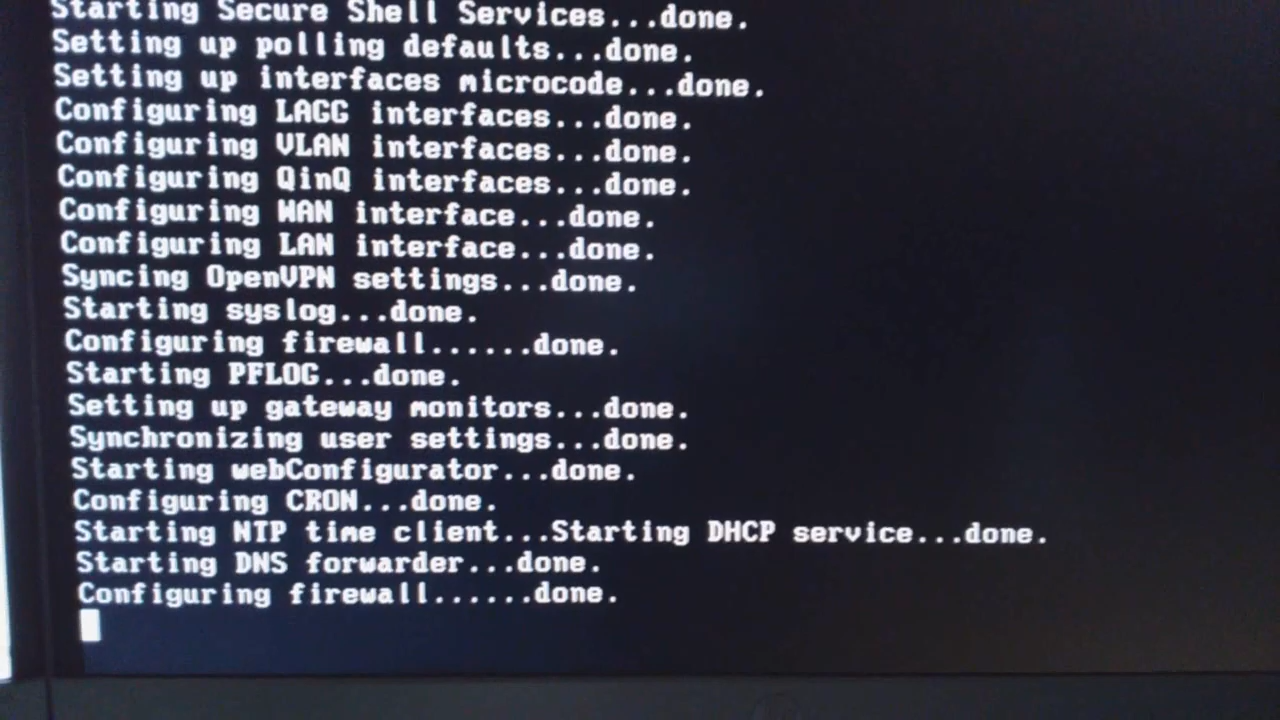 Starting Secure Shell Services...done.
Setting up polling defaults...done.
Setting up interfaces microcode...done.
Configuring LAGG interfaces...done.
Configuring VLAN interfaces...done.
Configuring QinQ interfaces...done.
Configuring WAN interface...done.
Configuring LAN interface...done.
Syncing OpenVPN settings...done.
Starting syslog...done.
Configuring firewall......done.
Starting PFLOG...done.
Setting up gateway monitors...done.
Synchronizing user settings...done.
Starting webConfigurator...done.
Configuring CRON...done.
Starting NTP time client...Starting DHCP service...done.
Starting DNS forwarder...done.
Configuring firewall......done.